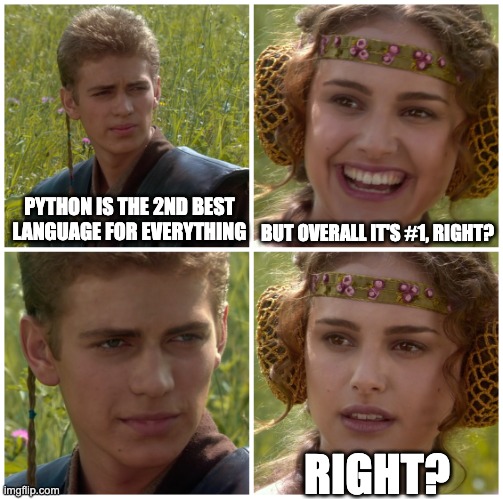 PYTHON IS THE 2ND BEST
LANGUAGE FOR EVERYTHING
BUT OVERALL IT'S #1, RIGHT?
RIGHT?
imgflip.com